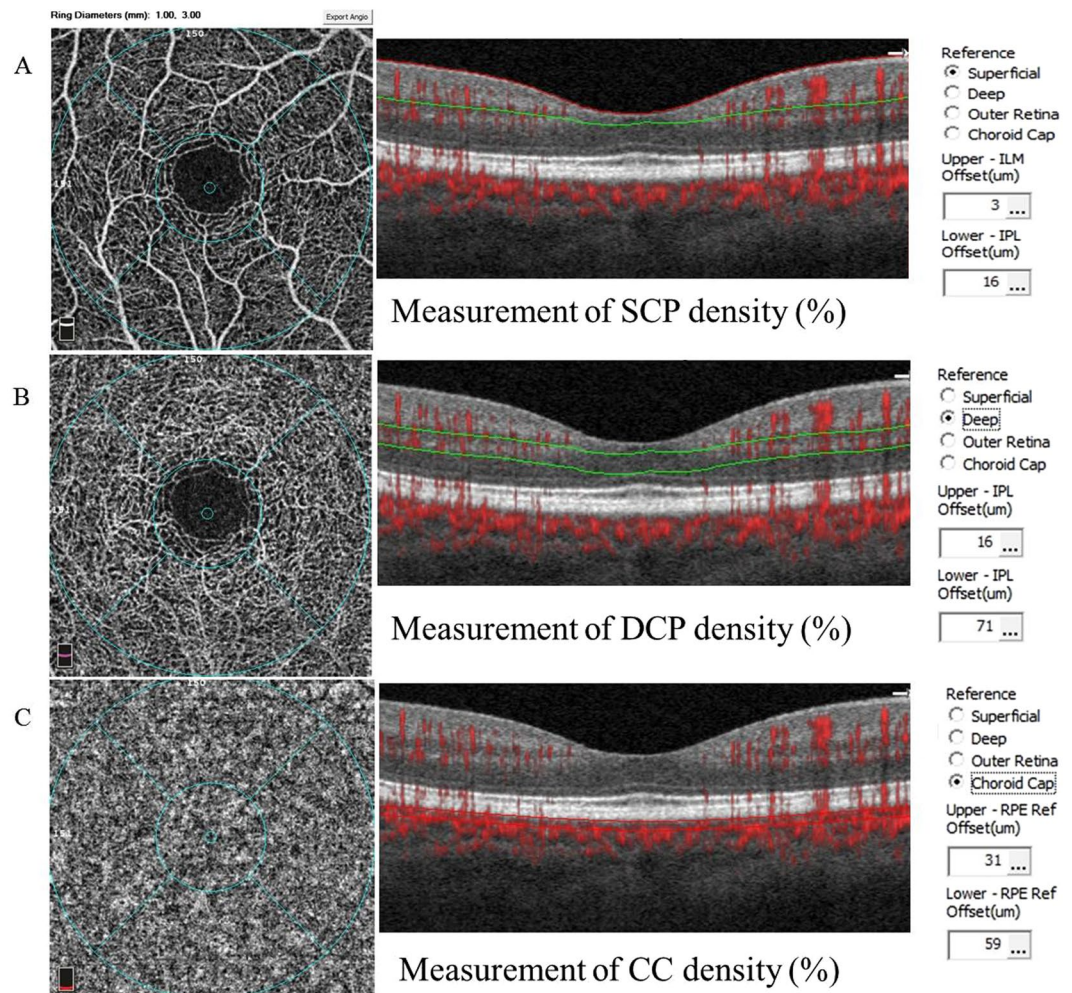 Ring Diameters (mm): 1.00, 3.00
Export Angio
A
150
151
Reference
Superficial
Deep
Outer Retina
Choroid Cap
Upper - ILM
Offset(um)
3 ...
Lower - IPL
Offset(um)
16 ...
Measurement of SCP density (%)
B
150
151
Reference
Superficial
Deep
Outer Retina
Choroid Cap
Upper - IPL
Offset(um)
16 ...
Lower - IPL
Offset(um)
71 ...
Measurement of DCP density (%)
C
150
151
Reference
Superficial
Deep
Outer Retina
Choroid Cap
Upper - RPE Ref
Offset(um)
31 ...
Lower - RPE Ref
Offset(um)
59 ...
Measurement of CC density (%)